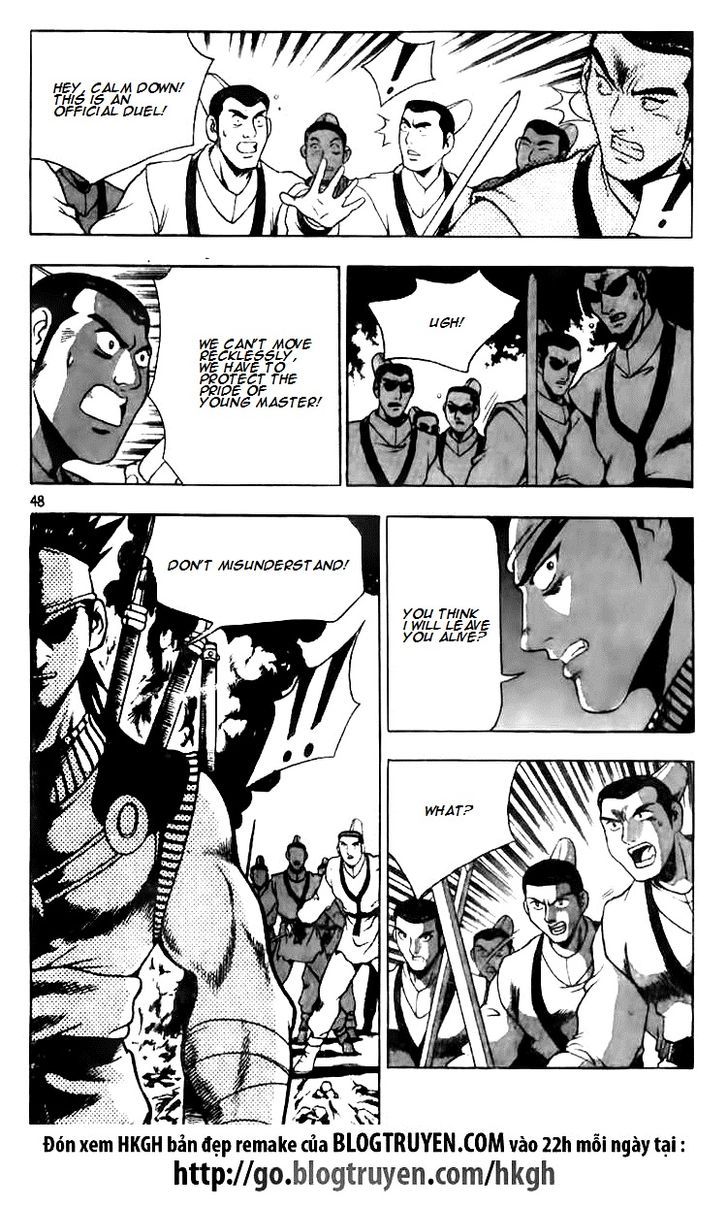 HEY, CALM DOWN!
THIS IS AN
OFFICIAL DUEL!
!
!
WE CAN'T MOVE
RECKLESSLY,
WE HAVE TO
PROTECT THE
PRIDE OF
YOUNG MASTER!
UGH!
48
DON'T MISUNDERSTAND!
!!
YOU THINK
I WILL LEAVE
YOU ALIVE?
WHAT?
Đón xem HKGH bản đẹp remake của BLOGTRUYEN.COM vào 22h mỗi ngày tại :
http://go.blogtruyen.com/hkgh